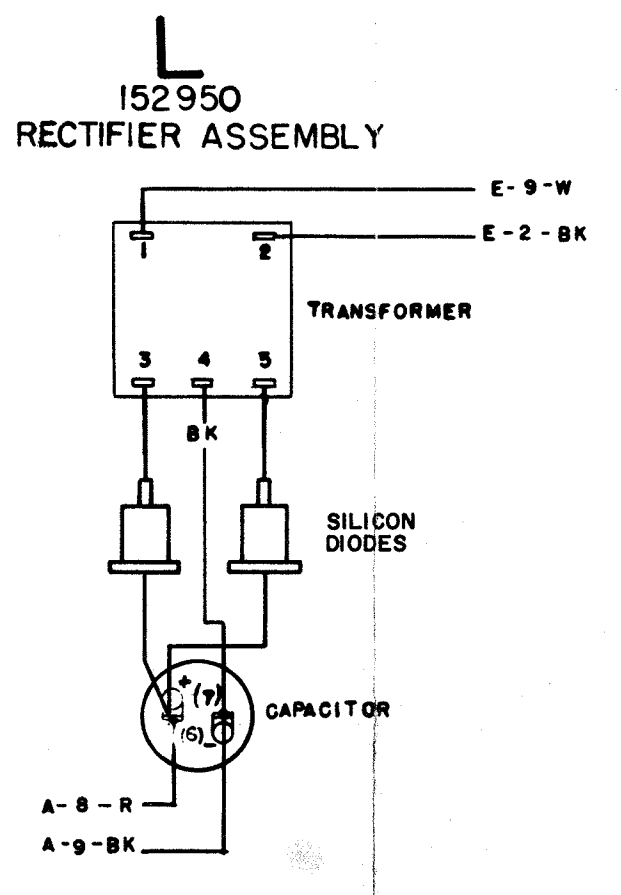 L
152950
RECTIFIER ASSEMBLY
E-9-W
E-2-BK
1 2
TRANSFORMER
3 4 5
BK
SILICON
DIODES
+ (7)
CAPACITOR
(6) -
A-8-R
A-9-BK